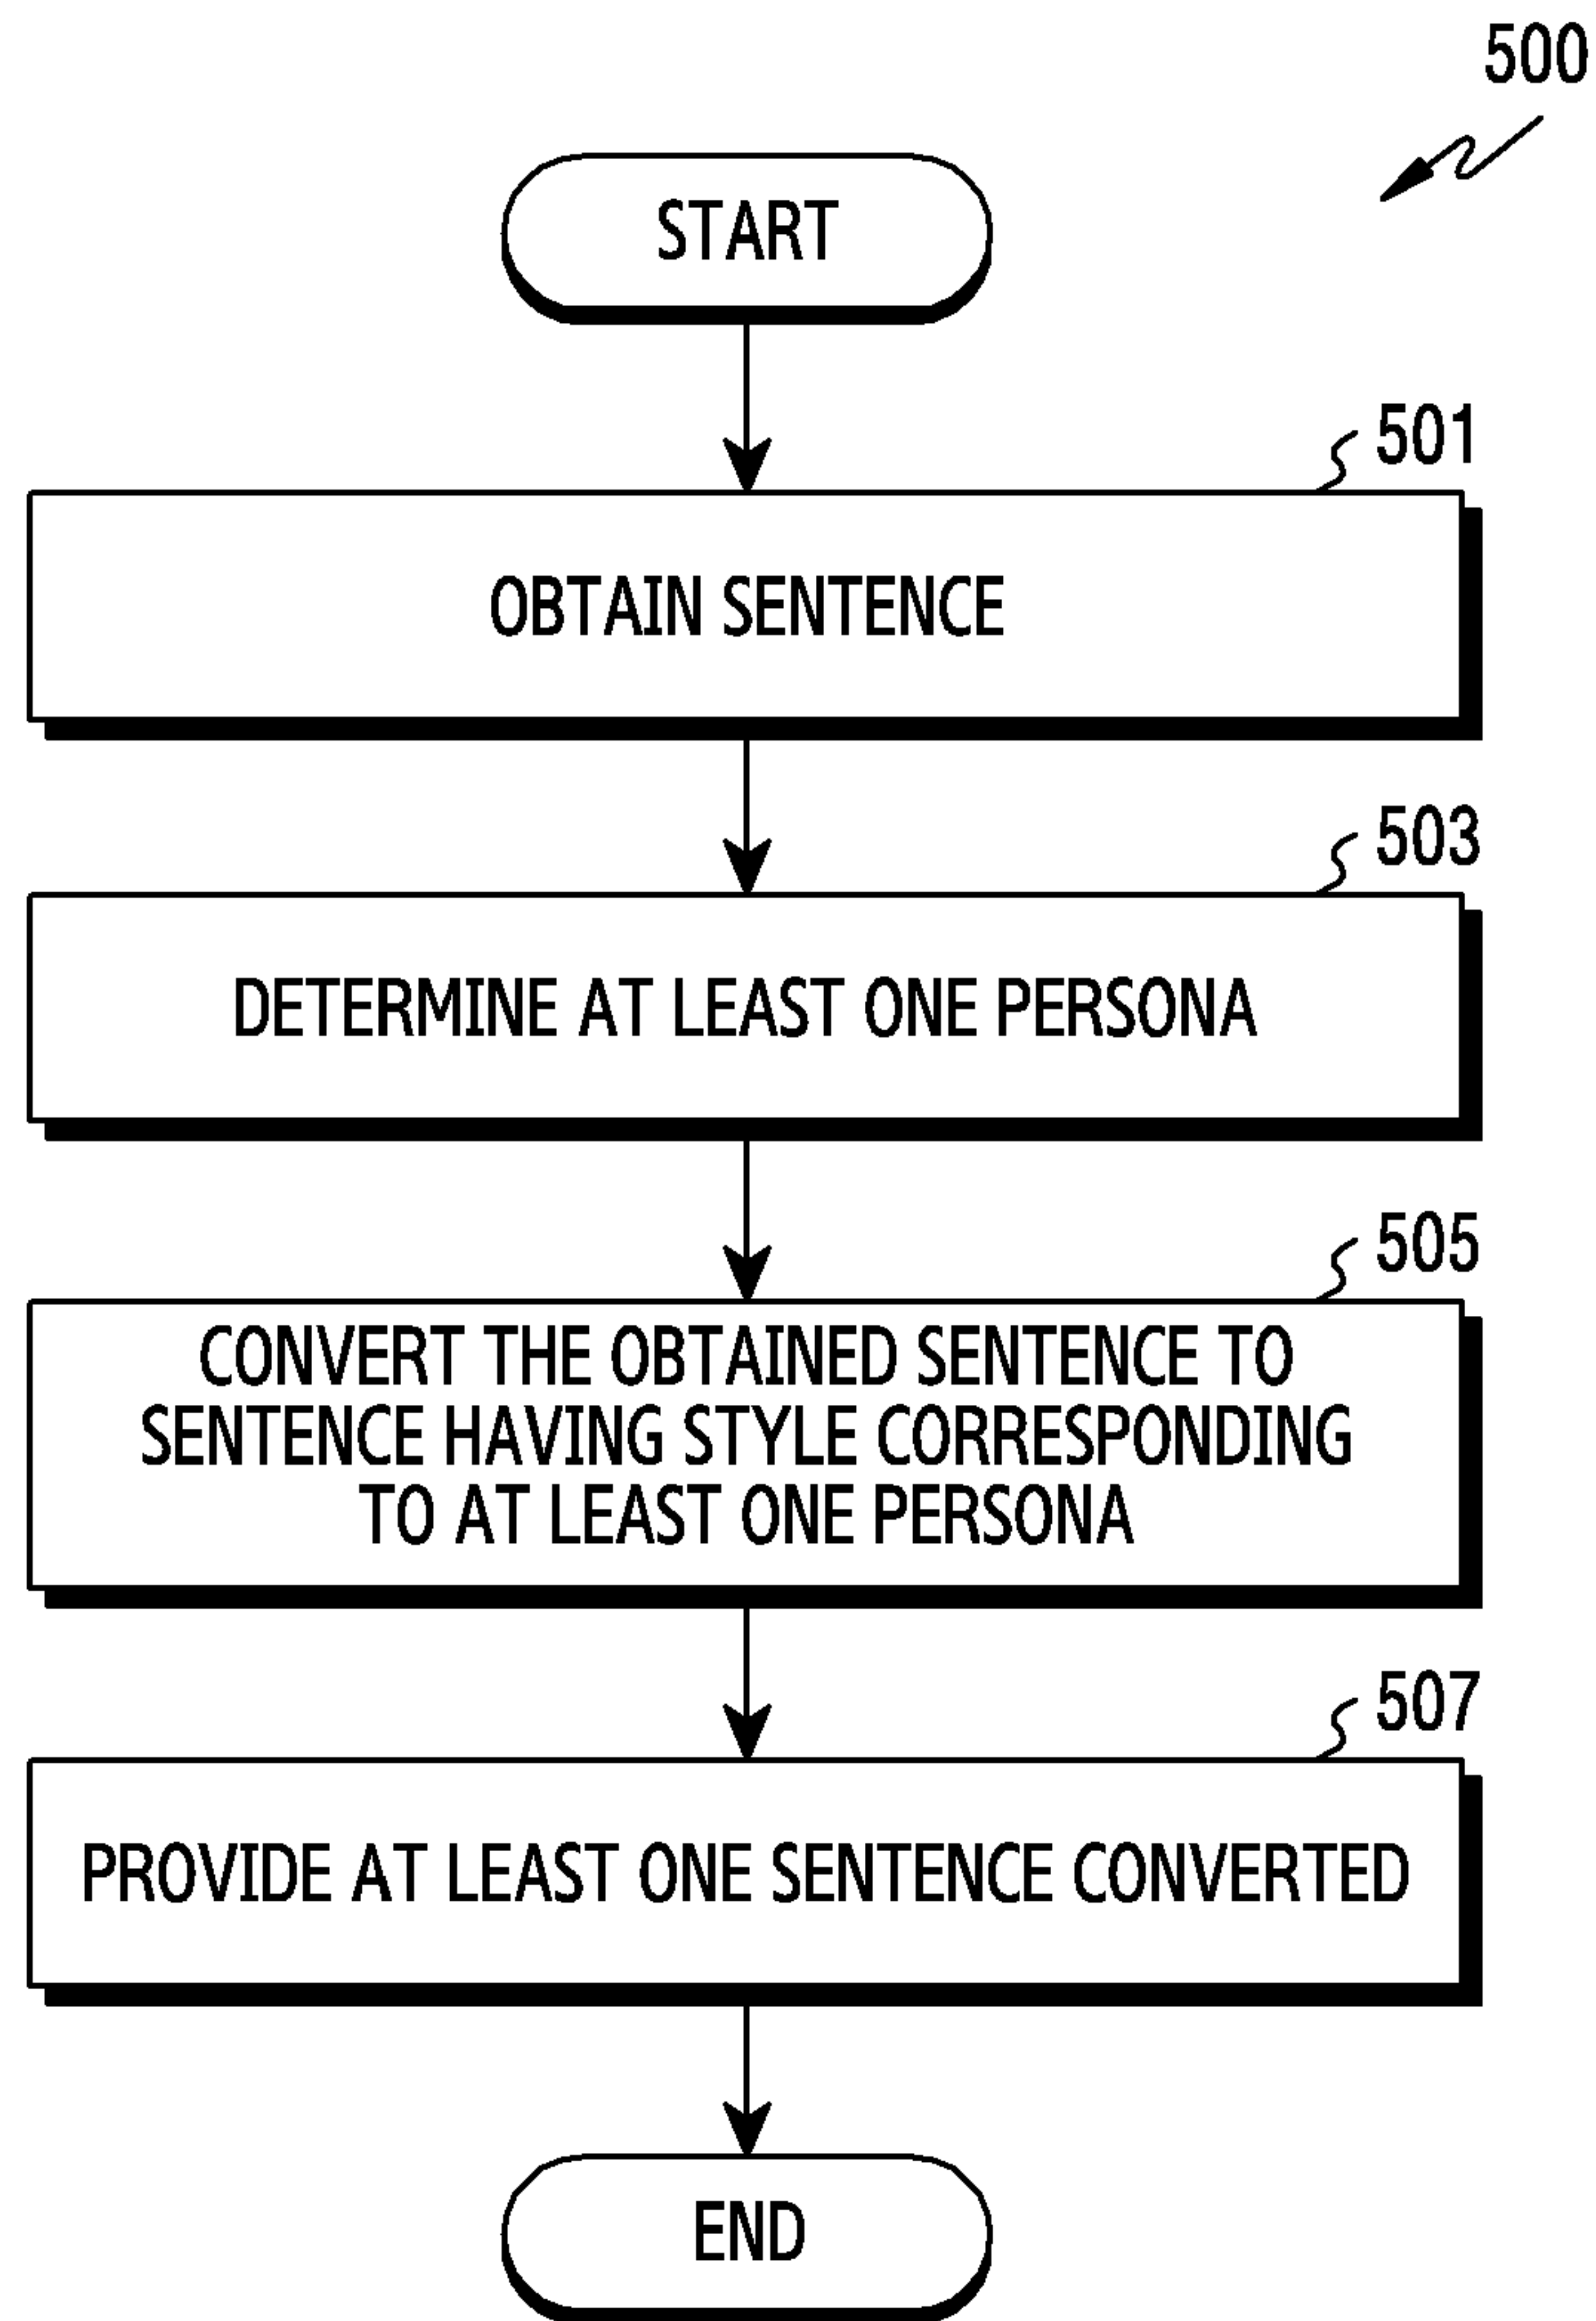 500
START
501
OBTAIN SENTENCE
503
DETERMINE AT LEAST ONE PERSONA
505
CONVERT THE OBTAINED SENTENCE TO
SENTENCE HAVING STYLE CORRESPONDING
TO AT LEAST ONE PERSONA
507
PROVIDE AT LEAST ONE SENTENCE CONVERTED
END